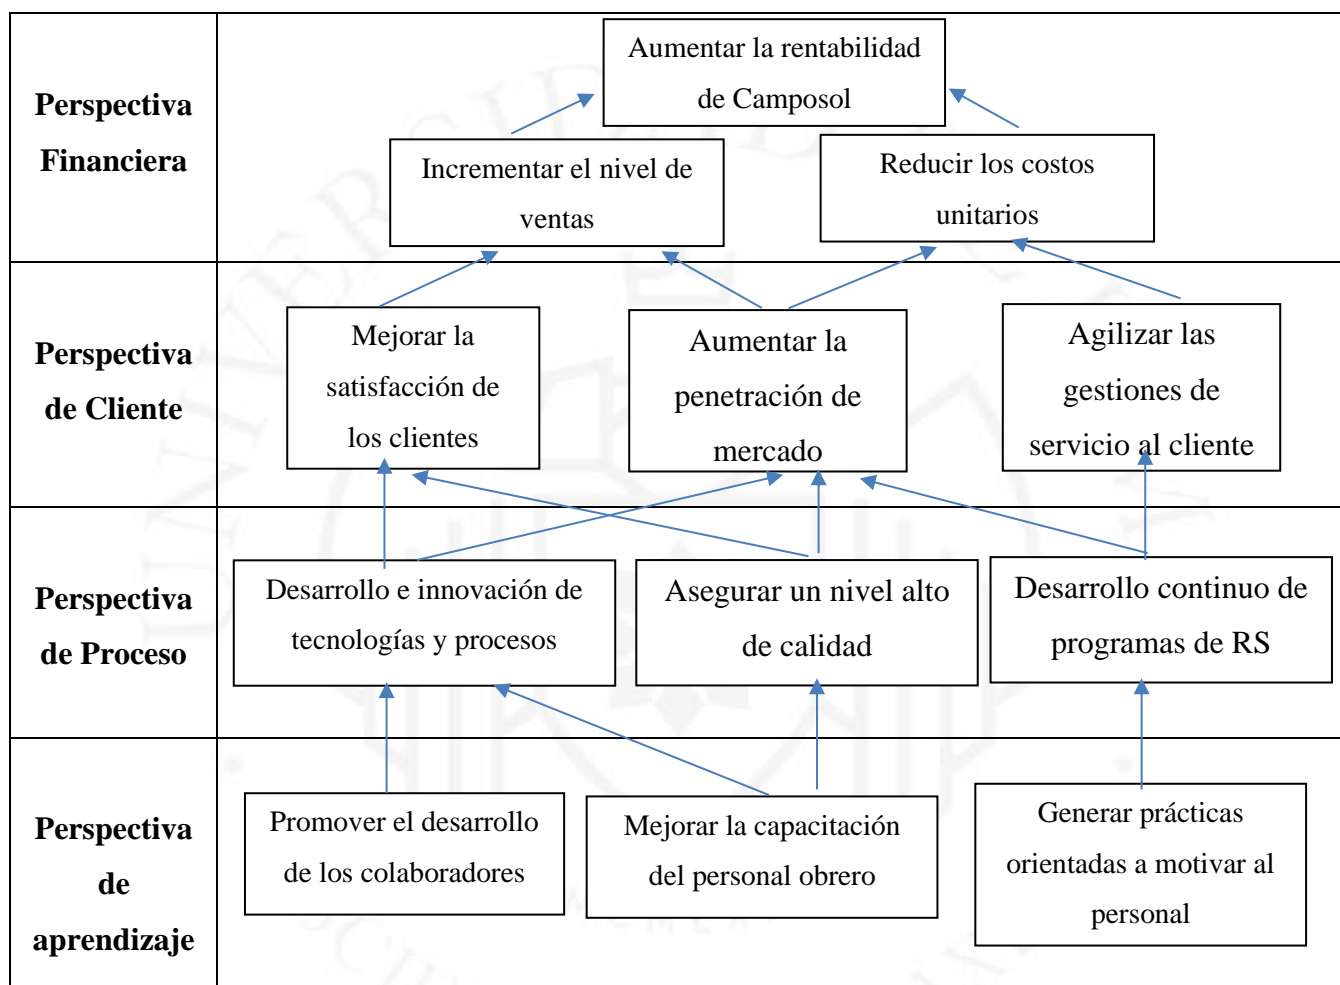 Perspectiva
Financiera
Aumentar la rentabilidad
de Camposol
Incrementar el nivel de
ventas
Reducir los costos
unitarios
Perspectiva
de Cliente
Mejorar la
satisfacción de
los clientes
Aumentar la
penetración de
mercado
Agilizar las
gestiones de
servicio al cliente
Perspectiva
de Proceso
Desarrollo e innovación de
tecnologías y procesos
Asegurar un nivel alto
de calidad
Desarrollo continuo de
programas de RS
Perspectiva
de
aprendizaje
Promover el desarrollo
de los colaboradores
Mejorar la capacitación
del personal obrero
Generar prácticas
orientadas a motivar al
personal